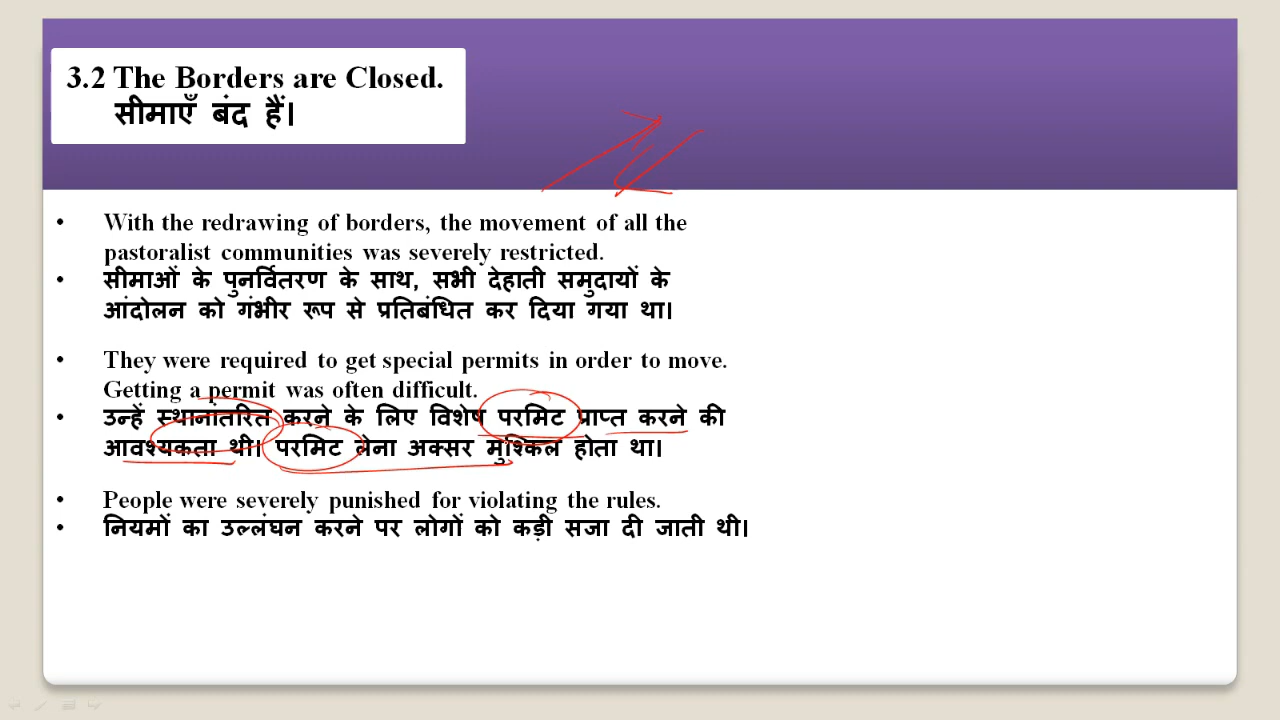 3.2 The Borders are Closed.
सीमाएँ बंद हैं।
• With the redrawing of borders, the movement of all the
pastoralist communities was severely restricted.
• सीमाओं के पुनर्वितरण के साथ, सभी देहाती समुदायों के
आंदोलन को गंभीर रूप से प्रतिबंधित कर दिया गया था।
• They were required to get special permits in order to move.
Getting a permit was often difficult.
• उन्हें स्थानांतरित करने के लिए विशेष परमिट प्राप्त करने की
आवश्यकता थी। परमिट लेना अक्सर मुश्किल होता था।
• People were severely punished for violating the rules.
• नियमों का उल्लंघन करने पर लोगों को कड़ी सजा दी जाती थी।